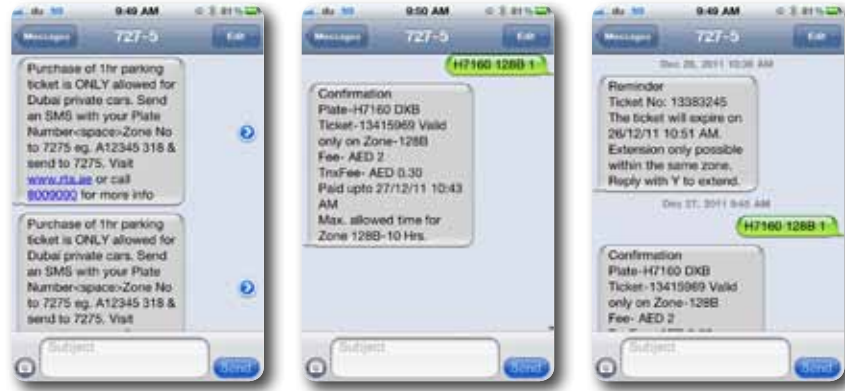 du 3G 9:49 AM 81%
Messages 727-5 Edit
Purchase of 1hr parking
ticket is ONLY allowed for
Dubai private cars. Send
an SMS with your Plate
Number<space>Zone No
to 7275 eg. A12345 318 &
send to 7275. Visit
www.rta.ae or call
8009090 for more info
Purchase of 1hr parking
ticket is ONLY allowed for
Dubai private cars. Send
an SMS with your Plate
Number<space>Zone No
to 7275 eg. A12345 318 &
send to 7275. Visit
Subject
Send
du 9:50 AM 81%
Messages 727-5 Edit
H7160 128B 1
Confirmation
Plate-H7160 DXB
Ticket-13415969 Valid
only on Zone-128B
Fee- AED 2
TnxFee- AED 0.30
Paid upto 27/12/11 10:43
AM
Max. allowed time for
Zone 128B-10 Hrs.
Subject
Send
du 3G 9:49 AM 81%
Messages 727-5 Edit
Dec 26, 2011 10:36 AM
Reminder
Ticket No: 13383245
The ticket will expire on
26/12/11 10:51 AM.
Extension only possible
within the same zone.
Reply with Y to extend.
Dec 27, 2011 9:45 AM
H7160 128B 1
Confirmation
Plate-H7160 DXB
Ticket-13415969 Valid
only on Zone-128B
Fee- AED 2
Subject
Send